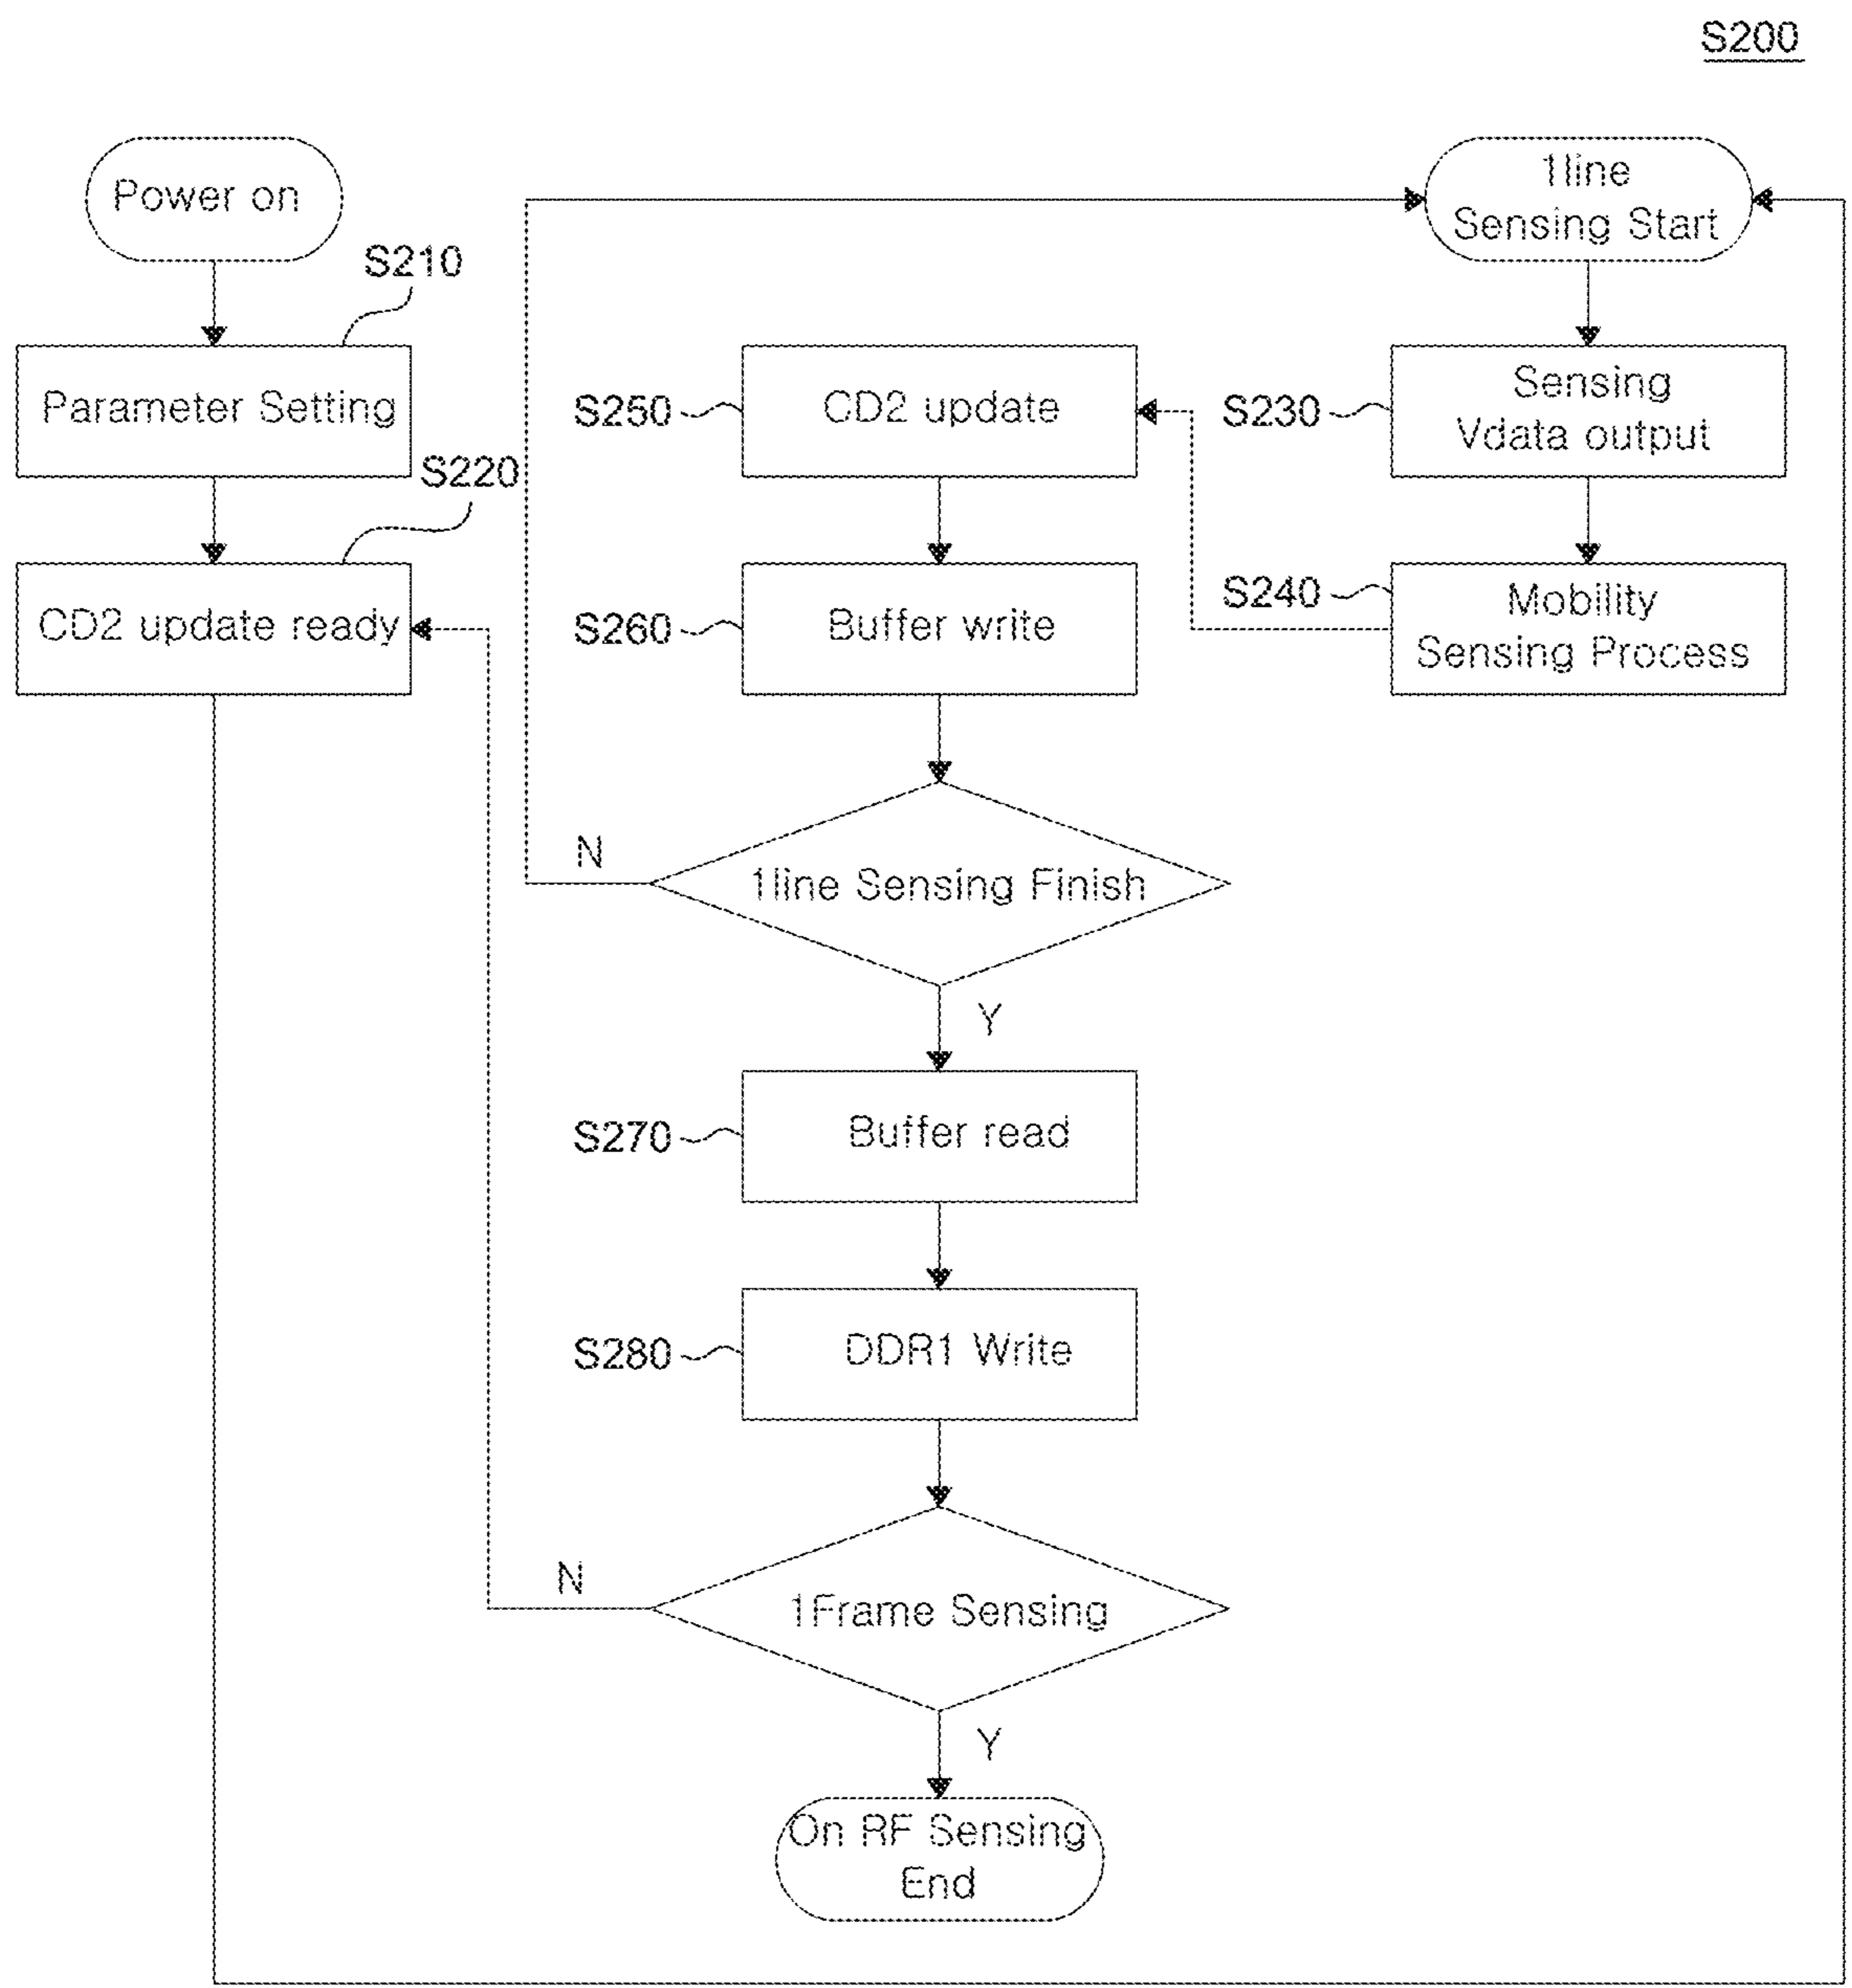 S200
Power on
S210
Parameter Setting
S220
CD2 update ready
1line
Sensing Start
S230
Sensing
Vdata output
S240
Mobility
Sensing Process
S250
CD2 update
S260
Buffer write
1line Sensing Finish
N
Y
S270
Buffer read
S280
DDR1 Write
1Frame Sensing
N
Y
On RF Sensing
End